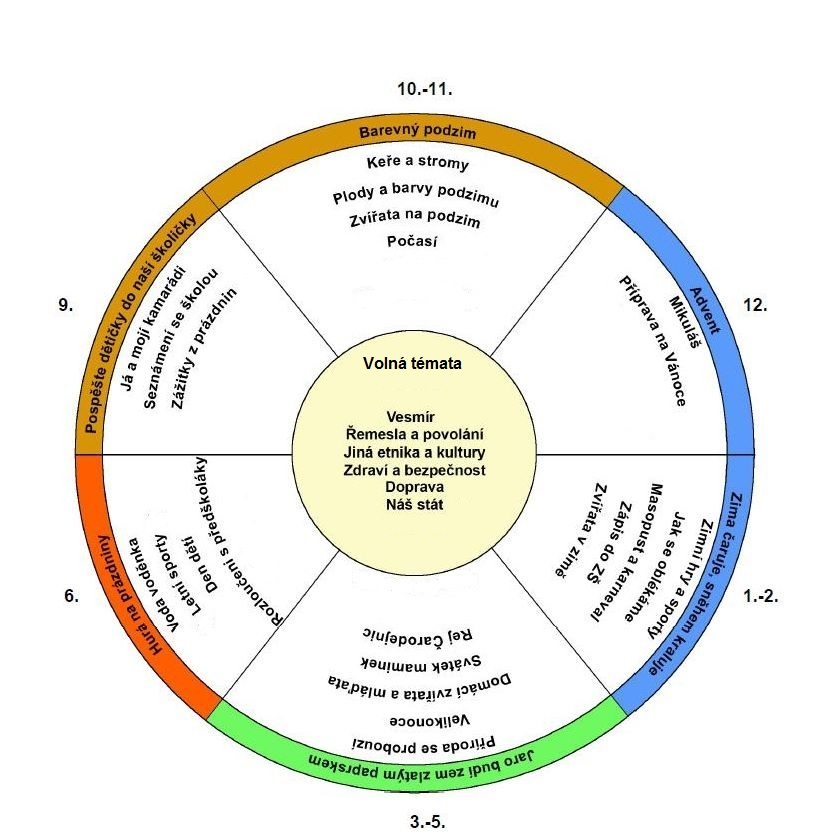 10.-11.
Barevný podzim
Keře a stromy
Plody a barvy podzimu
Zvířata na podzim
Počasí
12.
Advent
Mikuláš
Příprava na Vánoce
1.-2.
Zima čaruje, sněhem kraluje
Zimní hry a sporty
Jak se oblékáme
Masopust a karneval
Zápis do ZŠ
Zvířata v zimě
3.-5.
Jaro budí zem zlatým paprskem
Příroda se probouzí
Velikonoce
Domácí zvířata a mláďata
Svátek maminek
Rej Čarodejnic
6.
Hurá na prázdniny
Voda voděnka
Letní sporty
Den dětí
Rozloučení s předškoláky
9.
Pospěšte dětičky do naší školičky
Já a moji kamarádi
Seznámení se školou
Zážitky z prázdnin
Volná témata
Vesmír
Řemesla a povolání
Jiná etnika a kultury
Zdraví a bezpečnost
Doprava
Náš stát